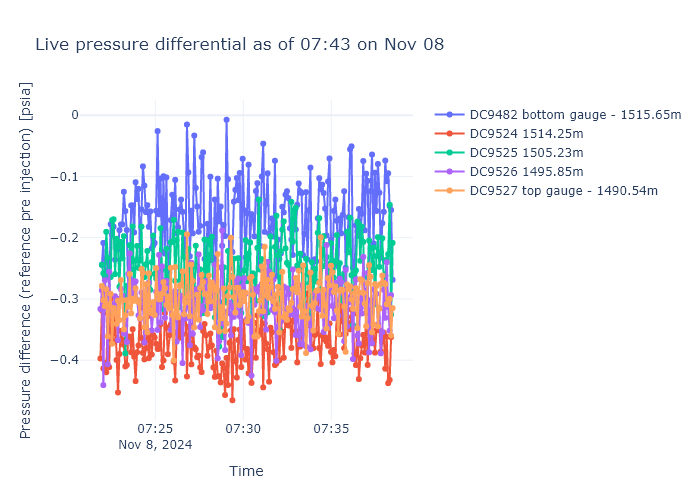 Live pressure differential as of 07:43 on Nov 08
Pressure difference (reference pre injection) [psia]
0
−0.1
−0.2
−0.3
−0.4
07:25
Nov 8, 2024
07:30
07:35
Time
DC9482 bottom gauge - 1515.65m
DC9524 1514.25m
DC9525 1505.23m
DC9526 1495.85m
DC9527 top gauge - 1490.54m